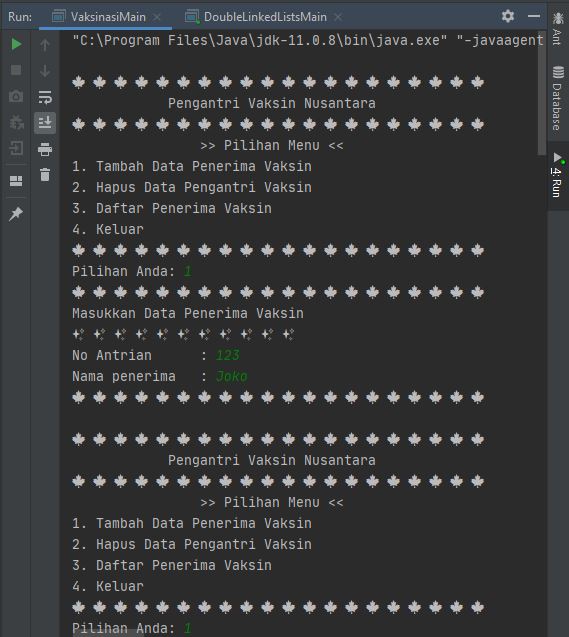 Run: VaksinasiMain DoubleLinkedListsMain
"C:\Program Files\Java\jdk-11.0.8\bin\java.exe" "-javaagent
Pengantri Vaksin Nusantara
>> Pilihan Menu <<
1. Tambah Data Penerima Vaksin
2. Hapus Data Pengantri Vaksin
3. Daftar Penerima Vaksin
4. Keluar
Pilihan Anda: 1
Masukkan Data Penerima Vaksin
No Antrian : 123
Nama penerima : Joko
Pengantri Vaksin Nusantara
>> Pilihan Menu <<
1. Tambah Data Penerima Vaksin
2. Hapus Data Pengantri Vaksin
3. Daftar Penerima Vaksin
4. Keluar
Pilihan Anda: 1
Ant
Database
4: Run